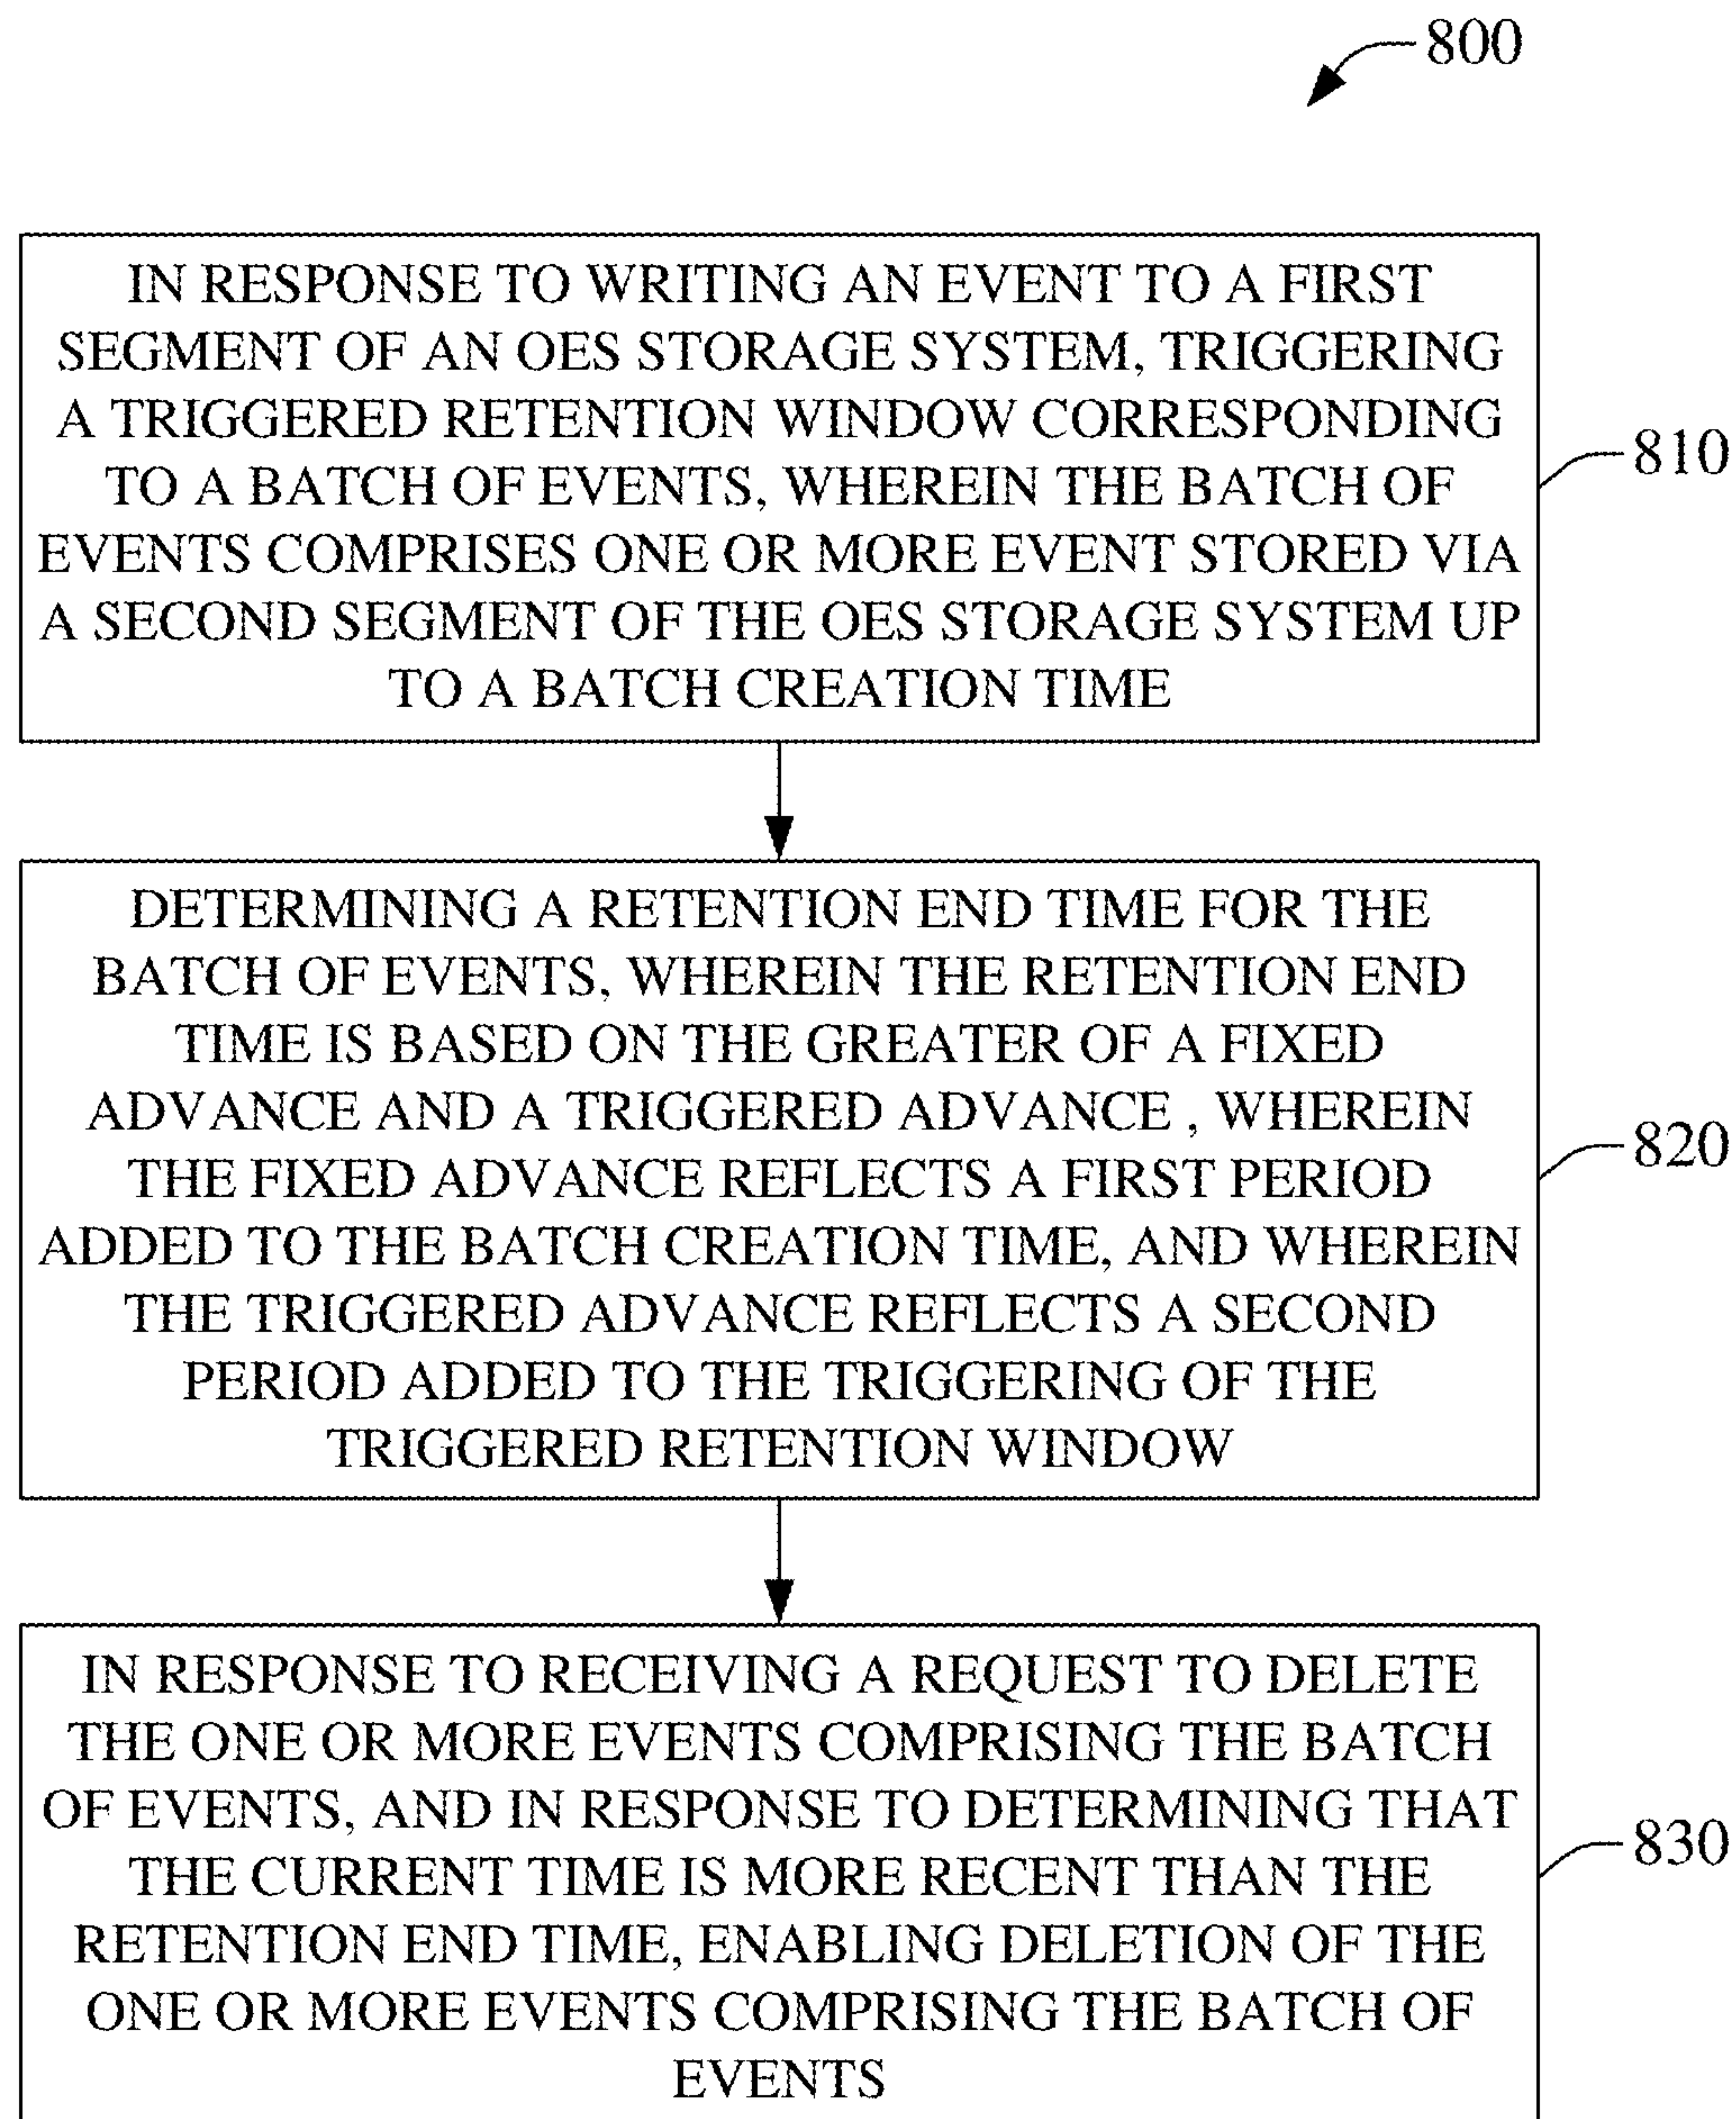 800
IN RESPONSE TO WRITING AN EVENT TO A FIRST
SEGMENT OF AN OES STORAGE SYSTEM, TRIGGERING
A TRIGGERED RETENTION WINDOW CORRESPONDING
TO A BATCH OF EVENTS, WHEREIN THE BATCH OF
EVENTS COMPRISES ONE OR MORE EVENT STORED VIA
A SECOND SEGMENT OF THE OES STORAGE SYSTEM UP
TO A BATCH CREATION TIME
810
DETERMINING A RETENTION END TIME FOR THE
BATCH OF EVENTS, WHEREIN THE RETENTION END
TIME IS BASED ON THE GREATER OF A FIXED
ADVANCE AND A TRIGGERED ADVANCE , WHEREIN
THE FIXED ADVANCE REFLECTS A FIRST PERIOD
ADDED TO THE BATCH CREATION TIME, AND WHEREIN
THE TRIGGERED ADVANCE REFLECTS A SECOND
PERIOD ADDED TO THE TRIGGERING OF THE
TRIGGERED RETENTION WINDOW
820
IN RESPONSE TO RECEIVING A REQUEST TO DELETE
THE ONE OR MORE EVENTS COMPRISING THE BATCH
OF EVENTS, AND IN RESPONSE TO DETERMINING THAT
THE CURRENT TIME IS MORE RECENT THAN THE
RETENTION END TIME, ENABLING DELETION OF THE
ONE OR MORE EVENTS COMPRISING THE BATCH OF
EVENTS
830